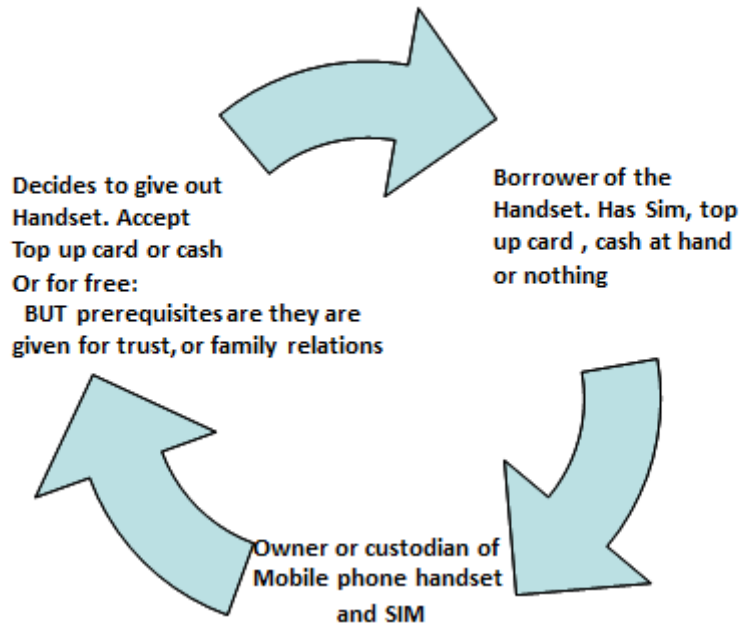 Decides to give out
Handset. Accept
Top up card or cash
Or for free:
BUT prerequisites are they are
given for trust, or family relations
Borrower of the
Handset. Has Sim, top
up card , cash at hand
or nothing
Owner or custodian of
Mobile phone handset
and SIM